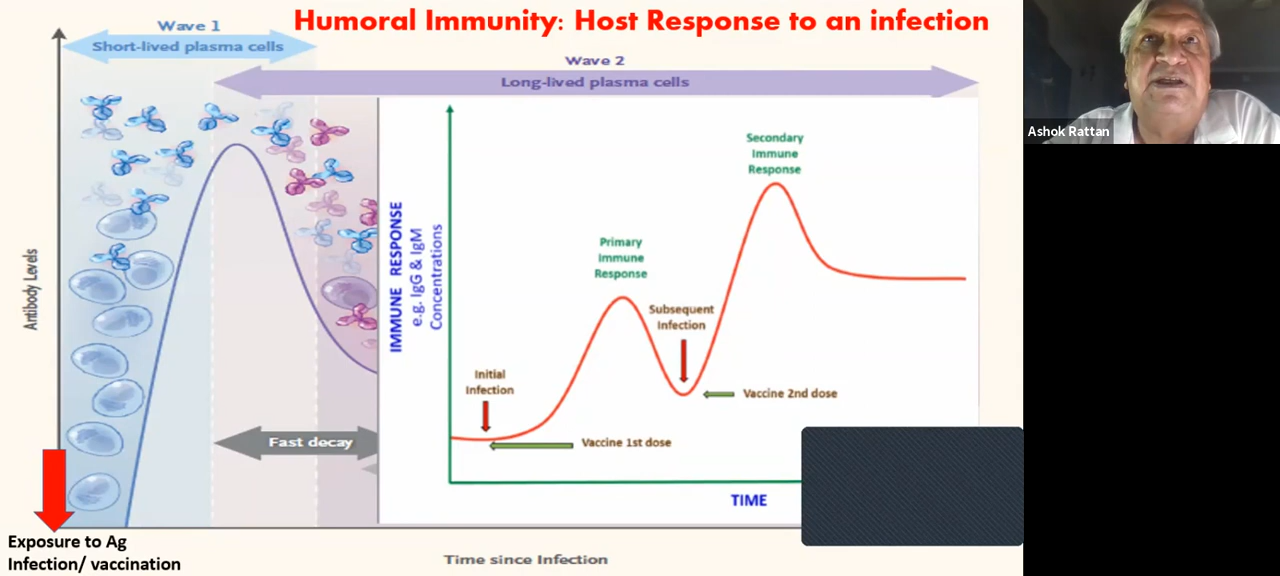 Humoral Immunity: Host Response to an infection
Wave 1
Short-lived plasma cells
Wave 2
Long-lived plasma cells
Ashok Rattan
Antibody Levels
IMMUNE RESPONSE
e.g. IgG & IgM
Concentrations
Secondary
Immune
Response
Primary
Immune
Response
Subsequent
Infection
Initial
Infection
Vaccine 2nd dose
Vaccine 1st dose
Fast decay
TIME
Exposure to Ag
Infection/ vaccination
Time since Infection